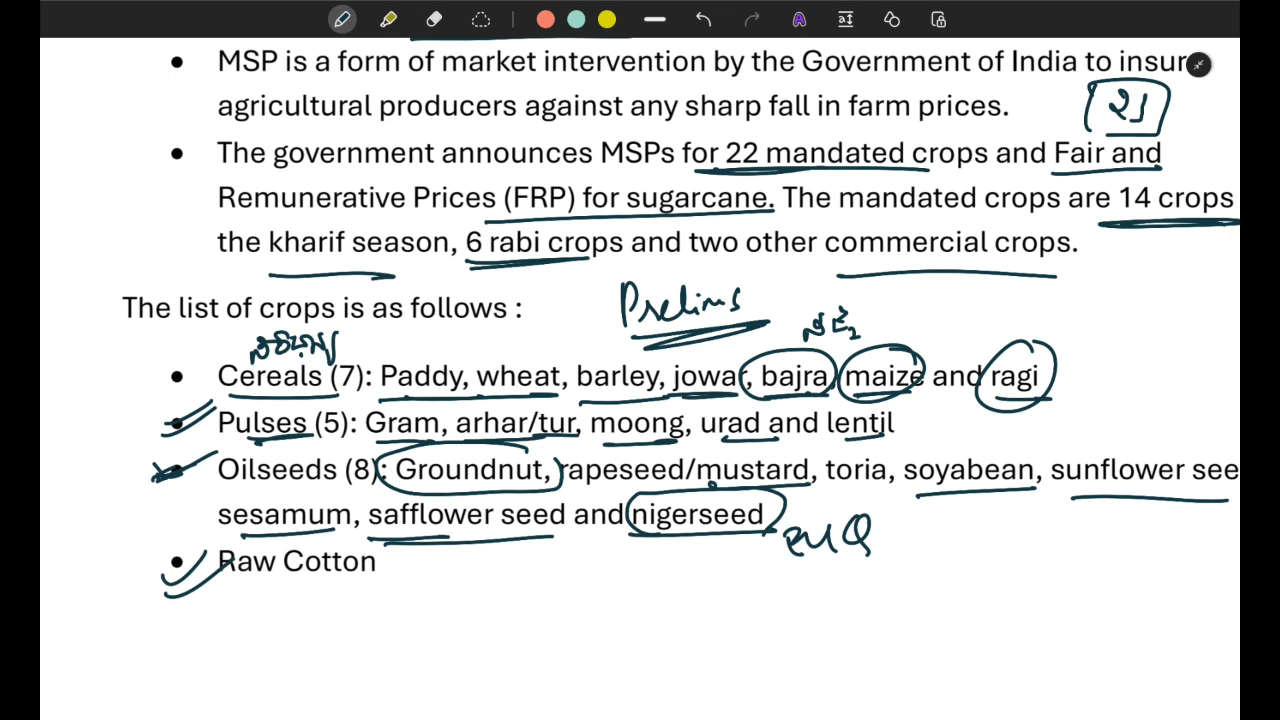 MSP is a form of market intervention by the Government of India to insur
agricultural producers against any sharp fall in farm prices.
The government announces MSPs for 22 mandated crops and Fair and
Remunerative Prices (FRP) for sugarcane. The mandated crops are 14 crops
the kharif season, 6 rabi crops and two other commercial crops.
The list of crops is as follows :
Prelims
Cereals (7): Paddy, wheat, barley, jowar, bajra, maize and ragi
Pulses (5): Gram, arhar/tur, moong, urad and lentil
Oilseeds (8): Groundnut, rapeseed/mustard, toria, soyabean, sunflower see
sesamum, safflower seed and nigerseed
Raw Cotton